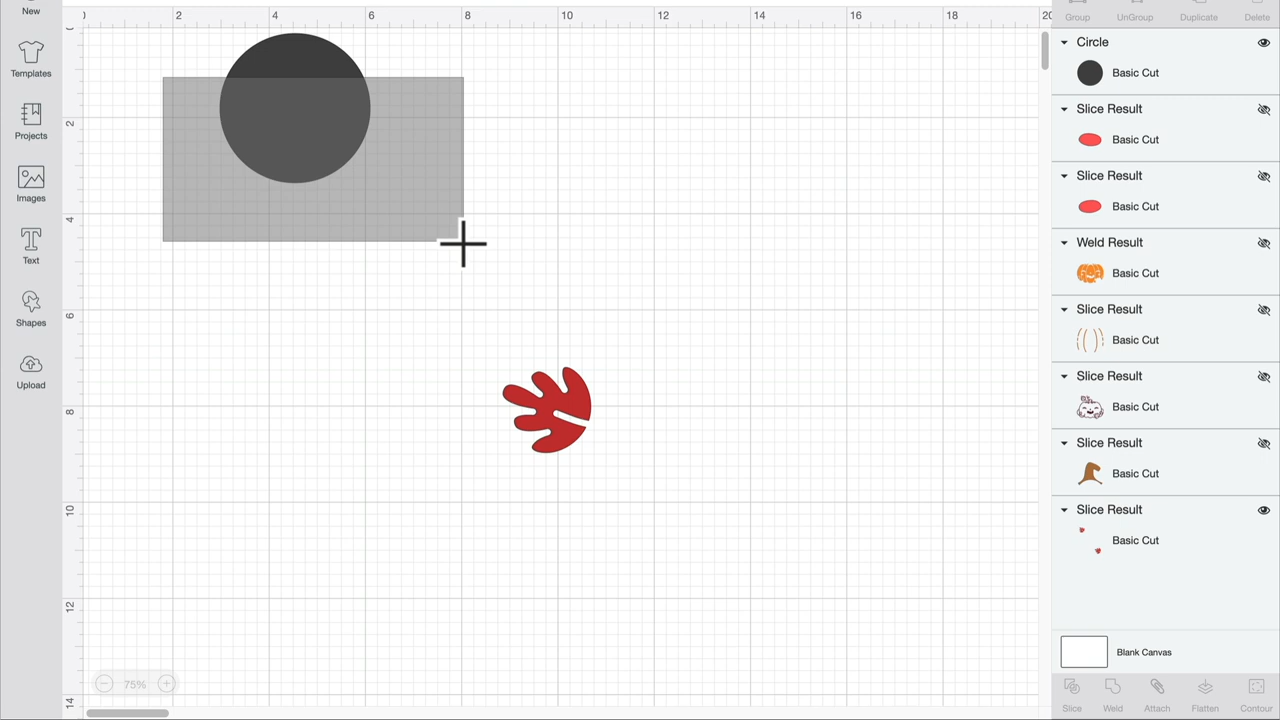 New
Templates
Projects
Images
Text
Shapes
Upload
2 4 6 8 10 12 14 16 18 20
2
4
6
8
10
12
14
75%
Group UnGroup Duplicate Delete
Circle
Basic Cut
Slice Result
Basic Cut
Slice Result
Basic Cut
Weld Result
Basic Cut
Slice Result
Basic Cut
Slice Result
Basic Cut
Slice Result
Basic Cut
Slice Result
Basic Cut
Blank Canvas
Slice Weld Attach Flatten Contour